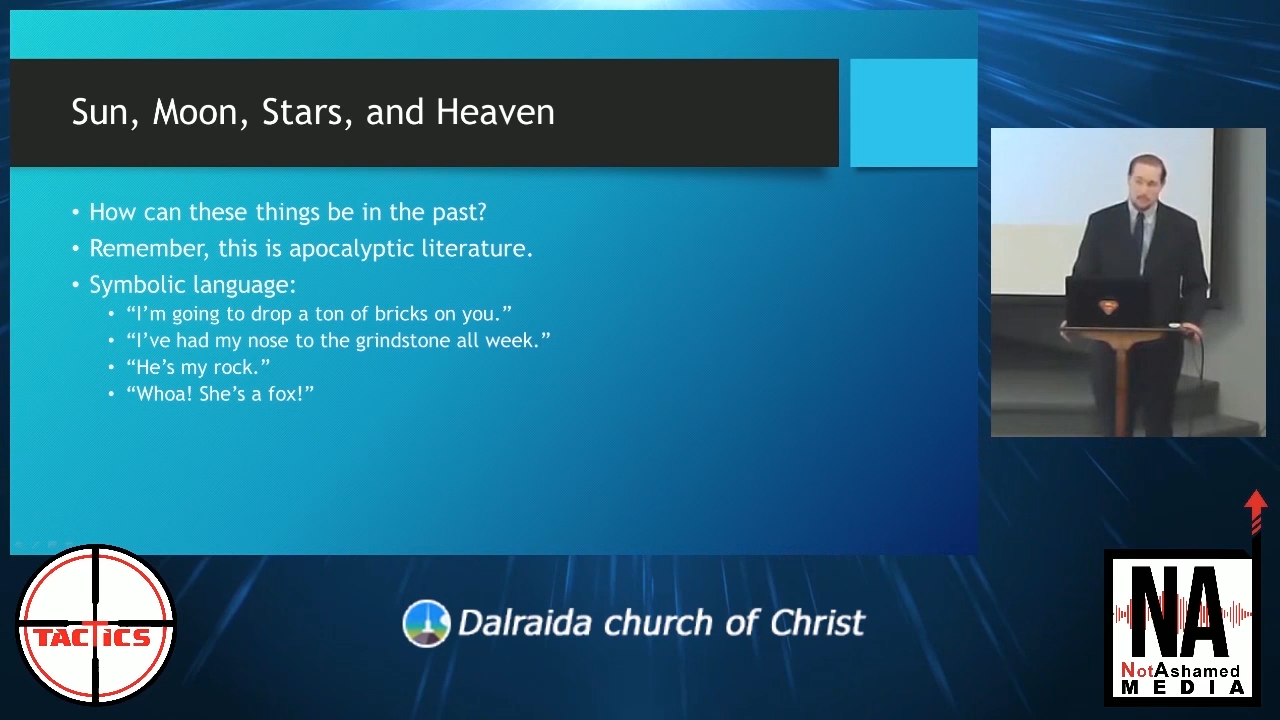 Sun, Moon, Stars, and Heaven
• How can these things be in the past?
• Remember, this is apocalyptic literature.
• Symbolic language:
• “I’m going to drop a ton of bricks on you.”
• “I’ve had my nose to the grindstone all week.”
• “He’s my rock.”
• “Whoa! She’s a fox!”
TACTICS
Dalraida church of Christ
NA
NotAshamed
MEDIA